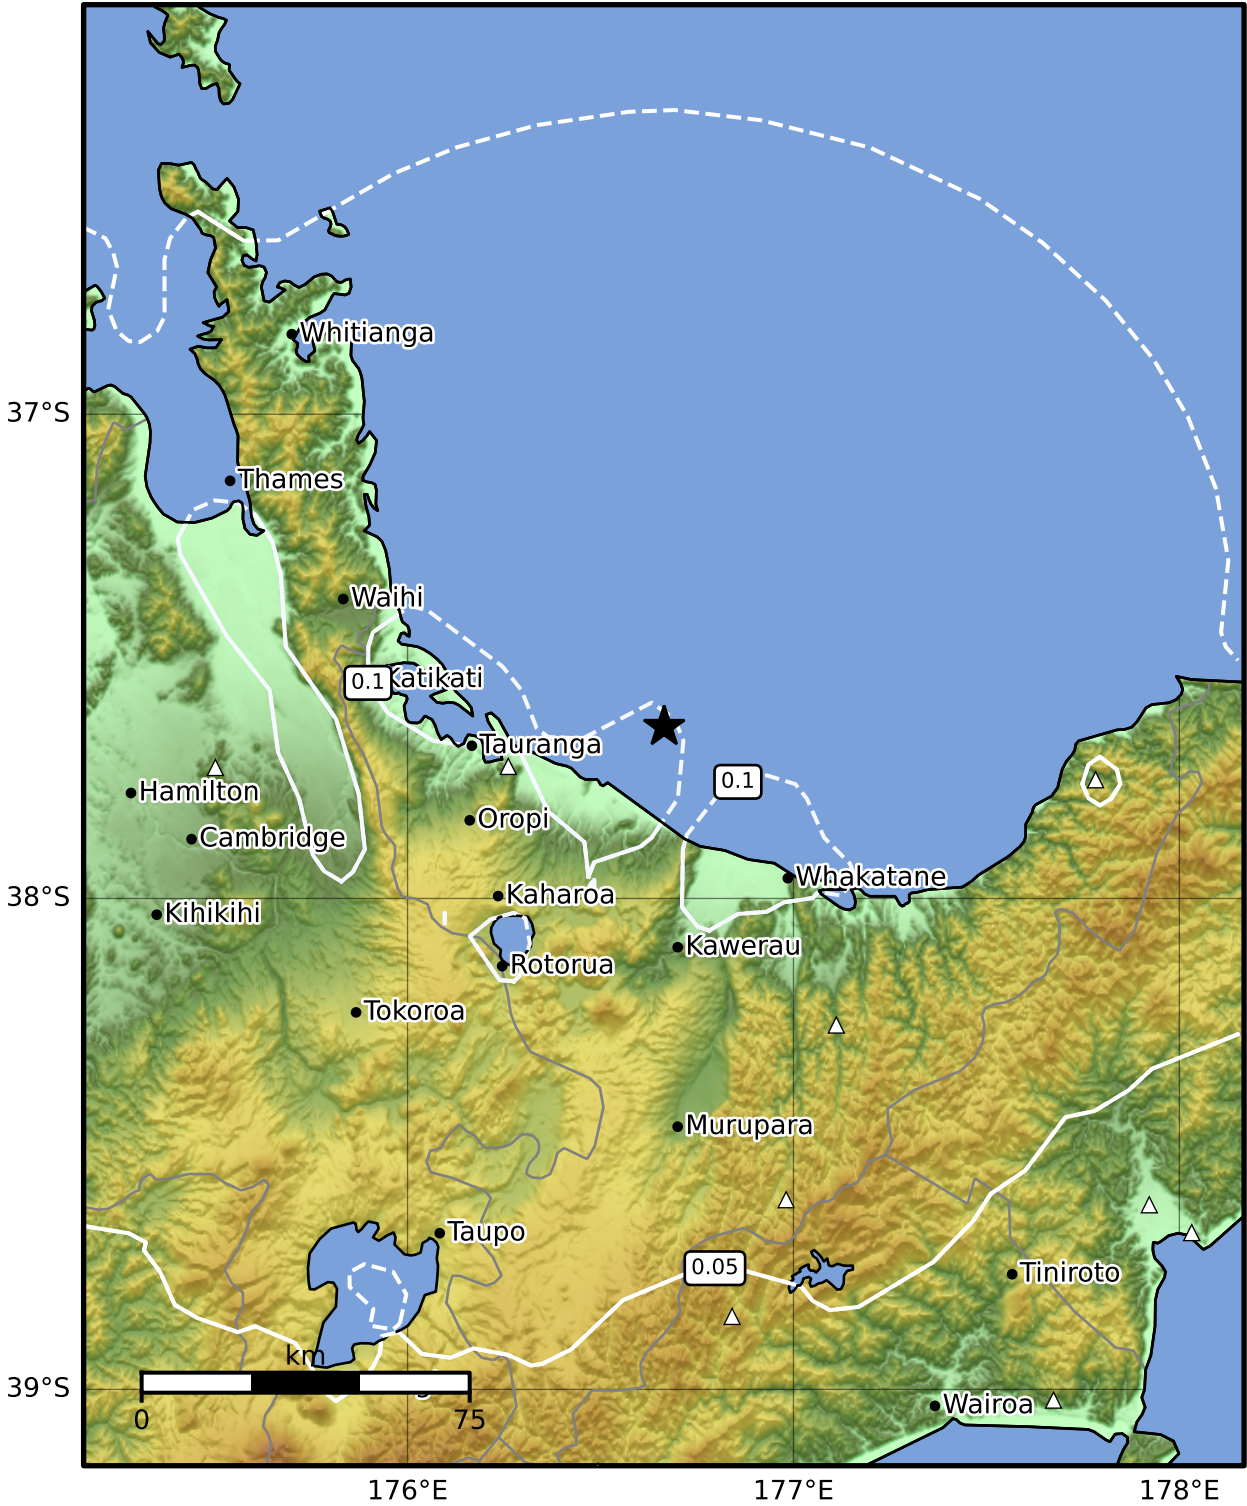 Whitianga
37°S
Thames
Waihi
0.1
Katikati
Tauranga
0.1
Hamilton
Oropi
Cambridge
Whakatane
38°S
Kaharoa
Kihikihi
Kawerau
Rotorua
Tokoroa
Murupara
Taupo
0.05
Tiniroto
km
39°S
Wairoa
0
75
176°E
177°E
178°E